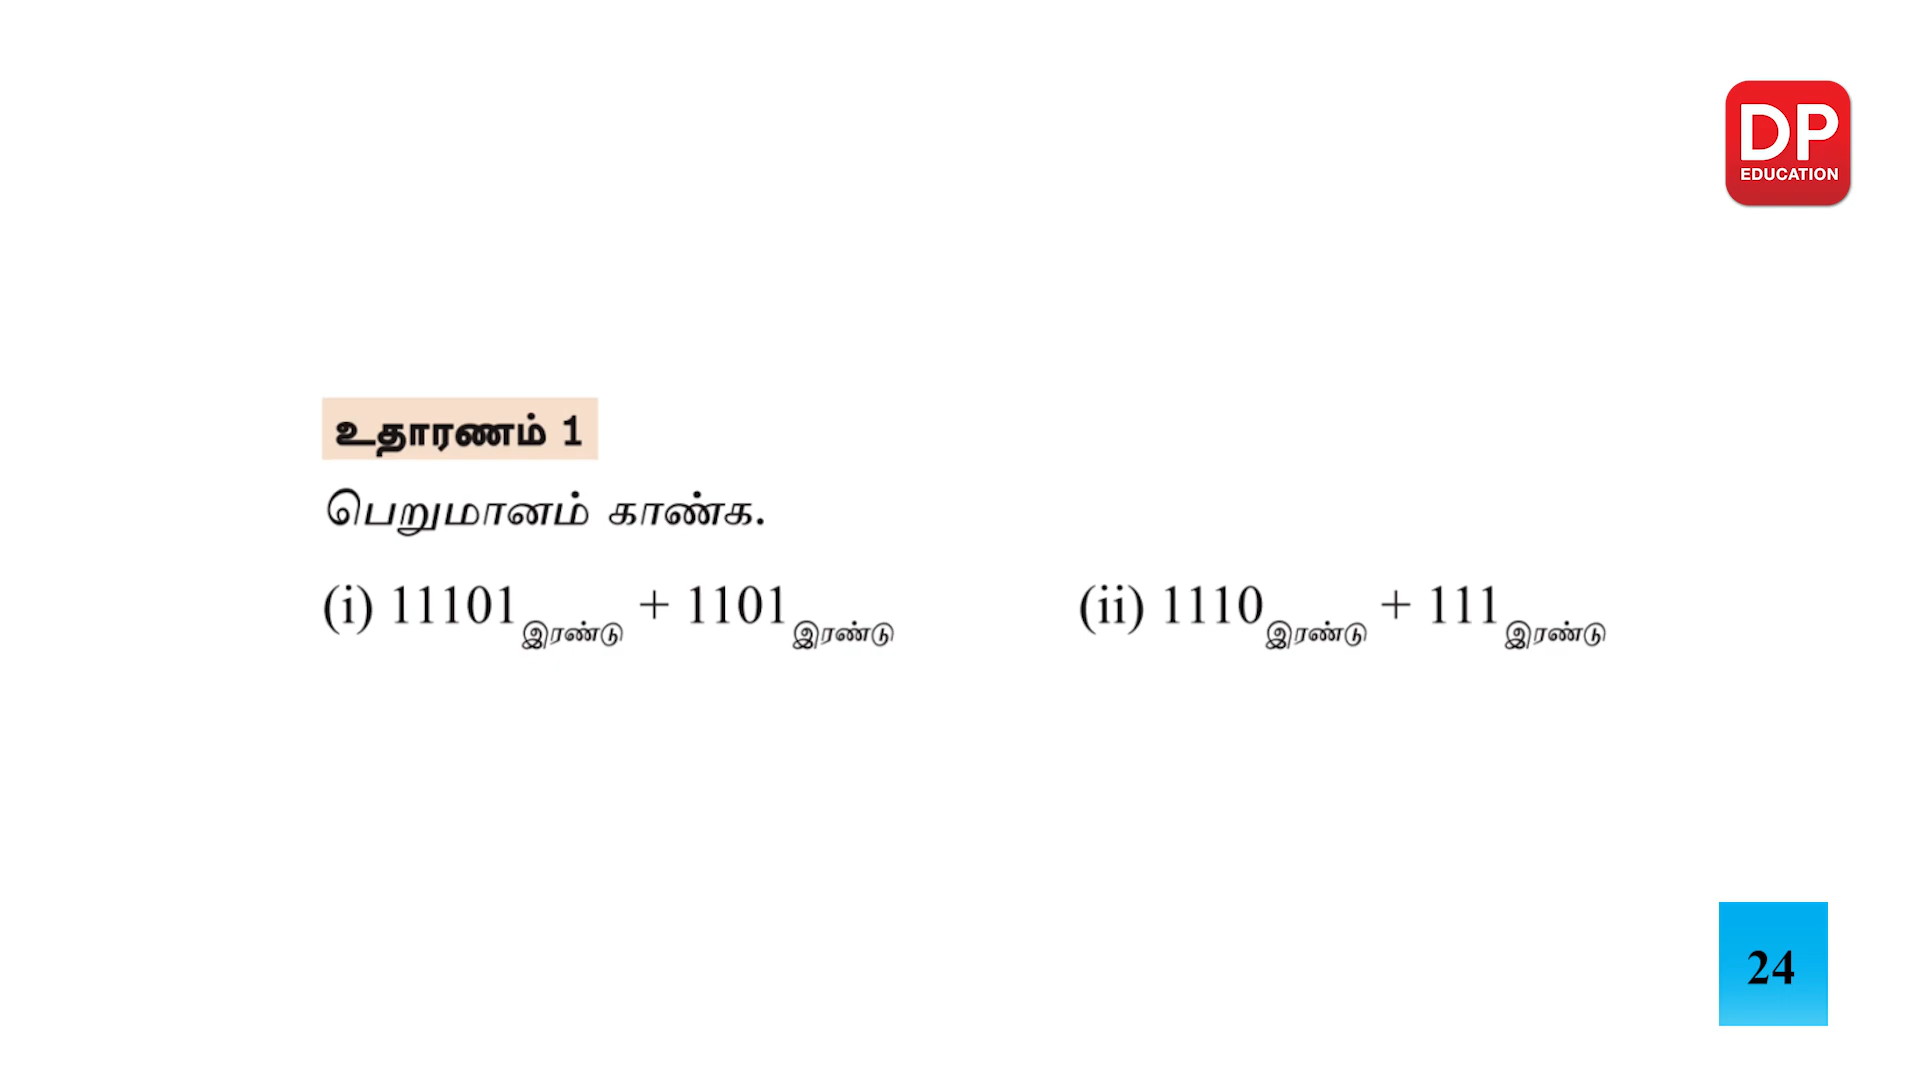 DP
EDUCATION
உதாரணம் 1
பெறுமானம் காண்க.
(i) 11101இரண்டு + 1101இரண்டு (ii) 1110இரண்டு + 111இரண்டு
24